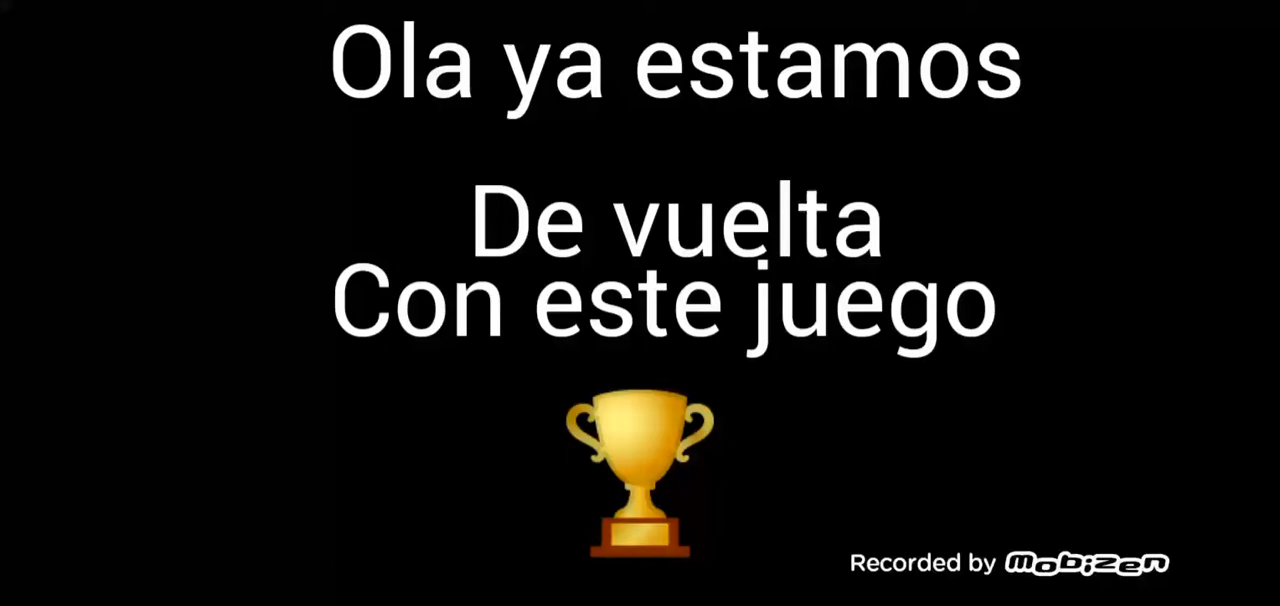 Ola ya estamos
De vuelta
Con este juego
Recorded by mobizen